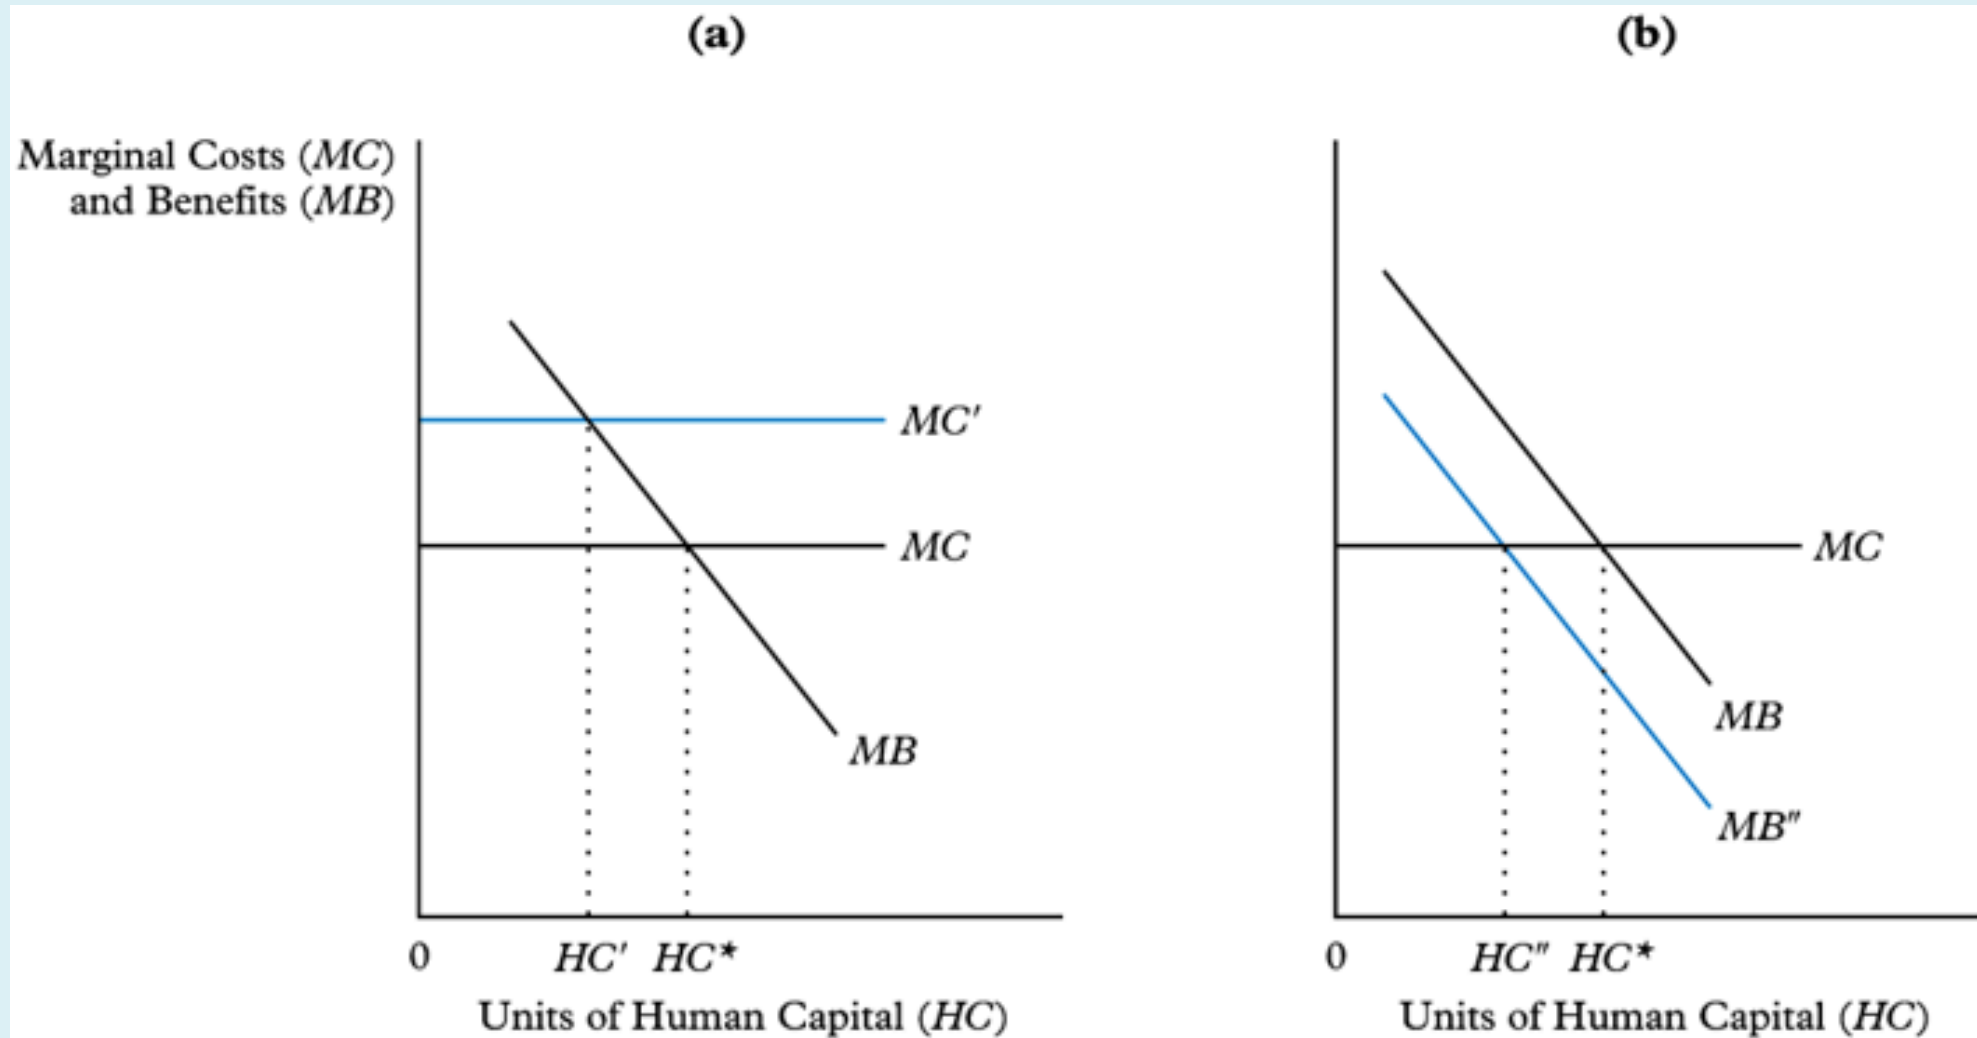 (a)
Marginal Costs (MC)
and Benefits (MB)
MC'
MC
MB
0
HC'
HC*
Units of Human Capital (HC)
(b)
MC
MB
MB"
0
HC"
HC*
Units of Human Capital (HC)